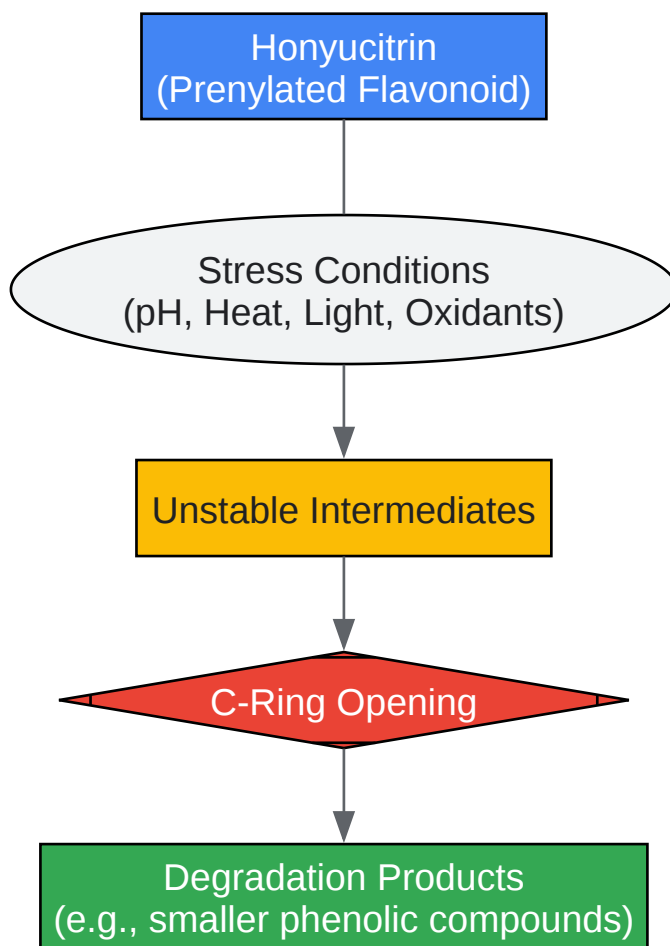 Honyucitrin
(Prenylated Flavonoid)
Stress Conditions
(pH, Heat, Light, Oxidants)
Unstable Intermediates
C-Ring Opening
Degradation Products
(e.g., smaller phenolic compounds)